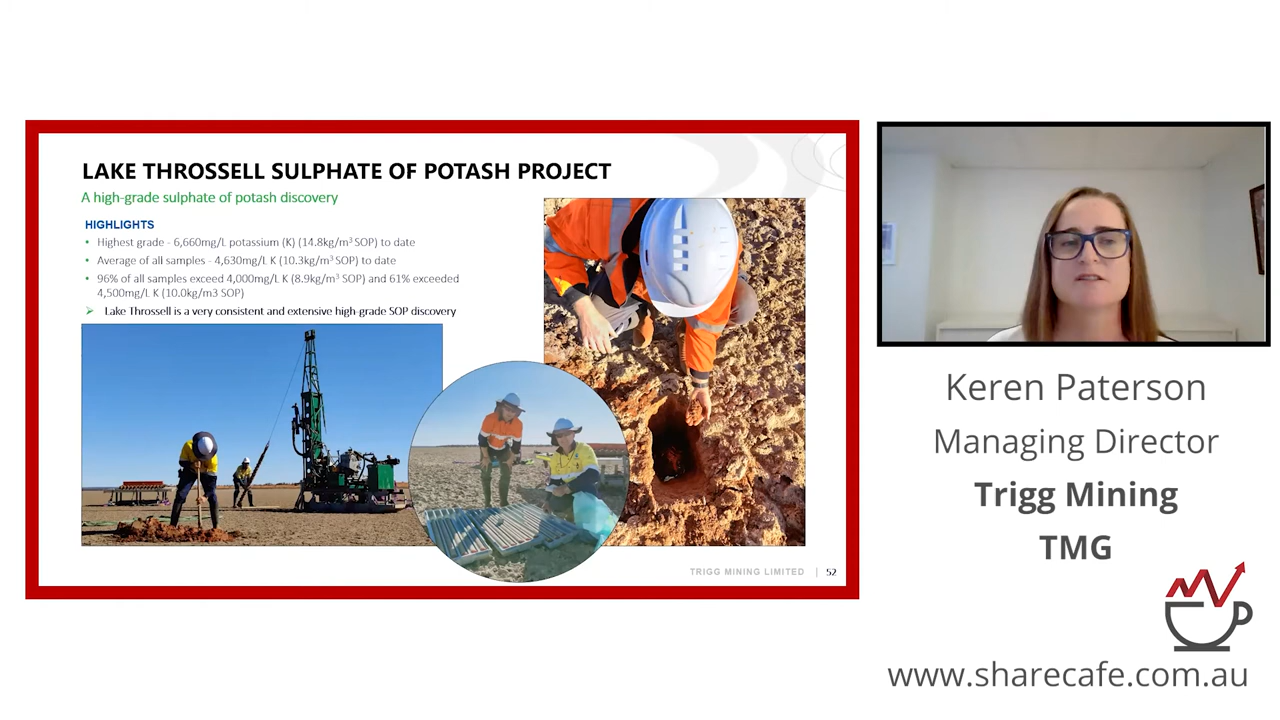 LAKE THROSSELL SULPHATE OF POTASH PROJECT
A high-grade sulphate of potash discovery
HIGHLIGHTS
• Highest grade - 6,660mg/L potassium (K) (14.8kg/m³ SOP) to date
• Average of all samples - 4,630mg/L K (10.3kg/m³ SOP) to date
• 96% of all samples exceed 4,000mg/L K (8.9kg/m³ SOP) and 61% exceeded
4,500mg/L K (10.0kg/m3 SOP)
➢ Lake Throssell is a very consistent and extensive high-grade SOP discovery
TRIGG MINING LIMITED | 52
Keren Paterson
Managing Director
Trigg Mining
TMG
www.sharecafe.com.au